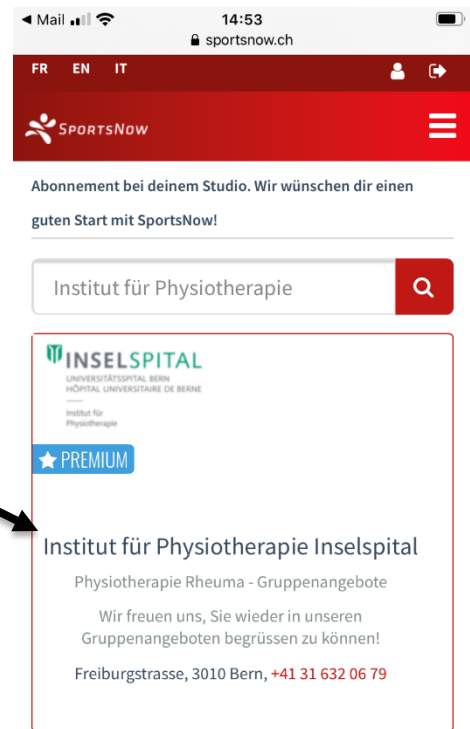 Mail
14:53
sportsnow.ch
FR EN IT
SPORTSNOW
Abonnement bei deinem Studio. Wir wünschen dir einen
guten Start mit SportsNow!
Institut für Physiotherapie
INSELSPITAL
UNIVERSITÄTSSPITAL BERN
HÔPITAL UNIVERSITAIRE DE BERNE
Institut für
Physiotherapie
PREMIUM
Institut für Physiotherapie Inselspital
Physiotherapie Rheuma - Gruppenangebote
Wir freuen uns, Sie wieder in unseren
Gruppenangeboten begrüssen zu können!
Freiburgstrasse, 3010 Bern, +41 31 632 06 79